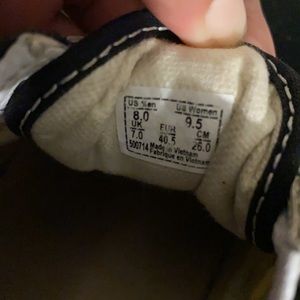 US Men US Women
8.0 9.5
UK EUR CM
7.0 40.5 26.0
500714 Made in Vietnam
Fabrique en Vietnam